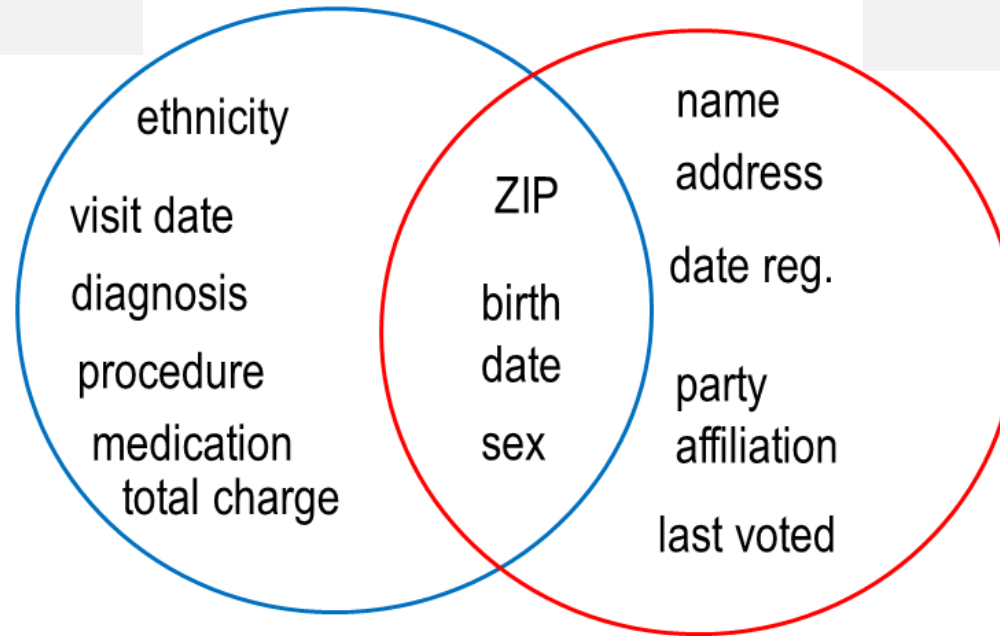 ethnicity
visit date
diagnosis
procedure
medication
total charge
ZIP
birth
date
sex
name
address
date reg.
party
affiliation
last voted